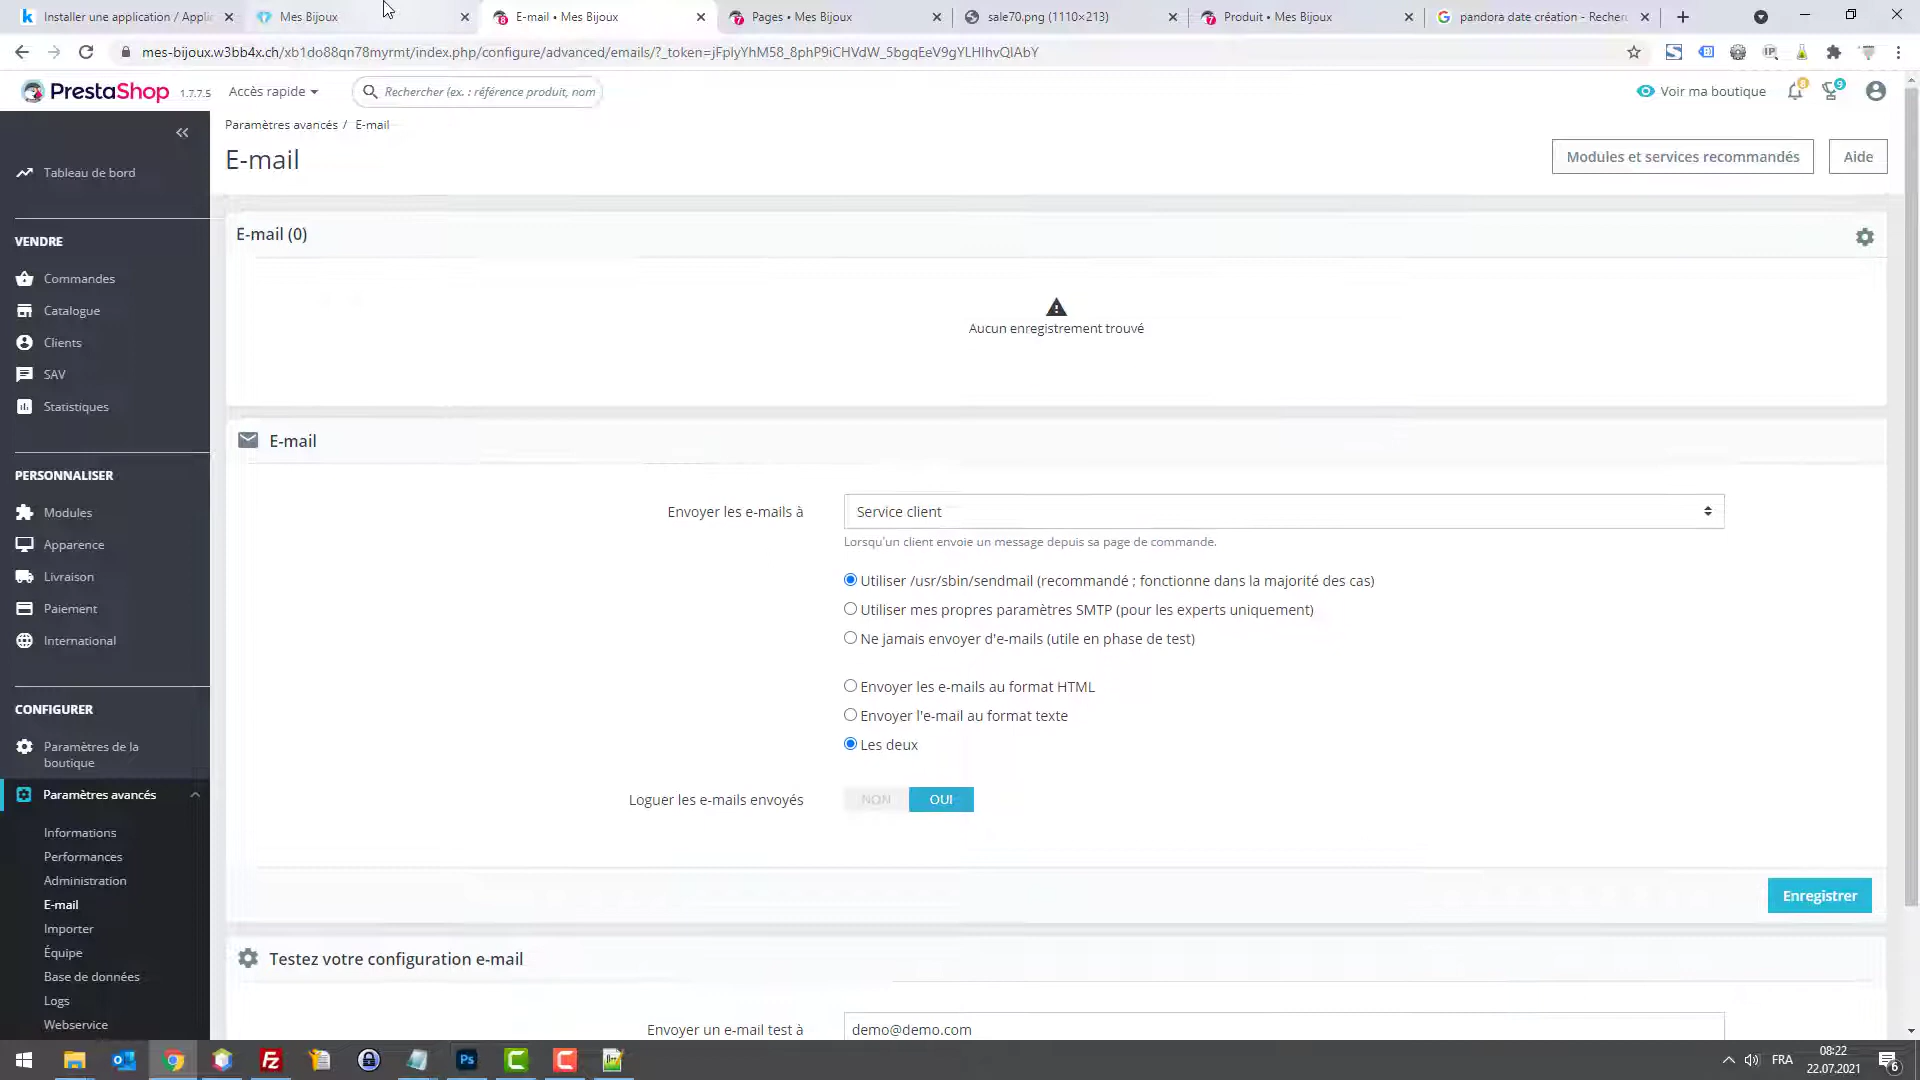 Installer une application / Appli
Mes Bijoux
E-mail • Mes Bijoux
Pages • Mes Bijoux
sale70.png (1110×213)
Produit • Mes Bijoux
pandora date création - Recher
mes-bijoux.w3bb4x.ch/xb1do88qn78myrmt/index.php/configure/advanced/emails/?_token=jFplyYhM58_8phP9iCHVdW_5bgqEeV9gYLHIhvQIAbY
PrestaShop 1.7.7.5
Accès rapide
Rechercher (ex. : référence produit, nom
Voir ma boutique
8
9
Paramètres avancés / E-mail
E-mail
Modules et services recommandés
Aide
Tableau de bord
VENDRE
Commandes
Catalogue
Clients
SAV
Statistiques
PERSONNALISER
Modules
Apparence
Livraison
Paiement
International
CONFIGURER
Paramètres de la
boutique
Paramètres avancés
Informations
Performances
Administration
E-mail
Importer
Équipe
Base de données
Logs
Webservice
E-mail (0)
Aucun enregistrement trouvé
E-mail
Envoyer les e-mails à
Service client
Lorsqu'un client envoie un message depuis sa page de commande.
Utiliser /usr/sbin/sendmail (recommandé ; fonctionne dans la majorité des cas)
Utiliser mes propres paramètres SMTP (pour les experts uniquement)
Ne jamais envoyer d'e-mails (utile en phase de test)
Envoyer les e-mails au format HTML
Envoyer l'e-mail au format texte
Les deux
Loguer les e-mails envoyés
NON
OUI
Enregistrer
Testez votre configuration e-mail
Envoyer un e-mail test à
demo@demo.com
FRA
08:22
22.07.2021
6